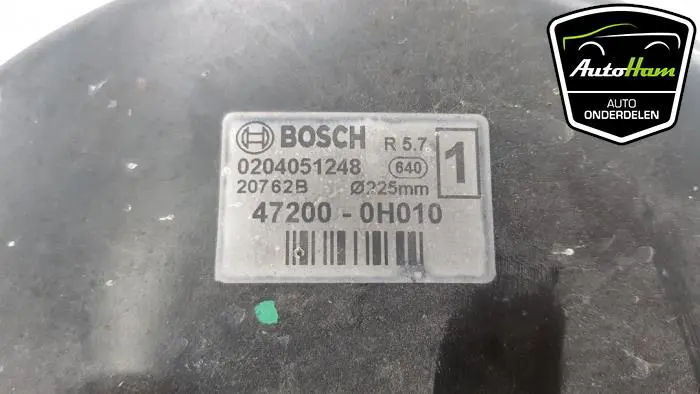 BOSCH R 5.7 1
0204051248 640
20762B Ø225mm
47200 - 0H010
AutoHam
AUTO
ONDERDELEN